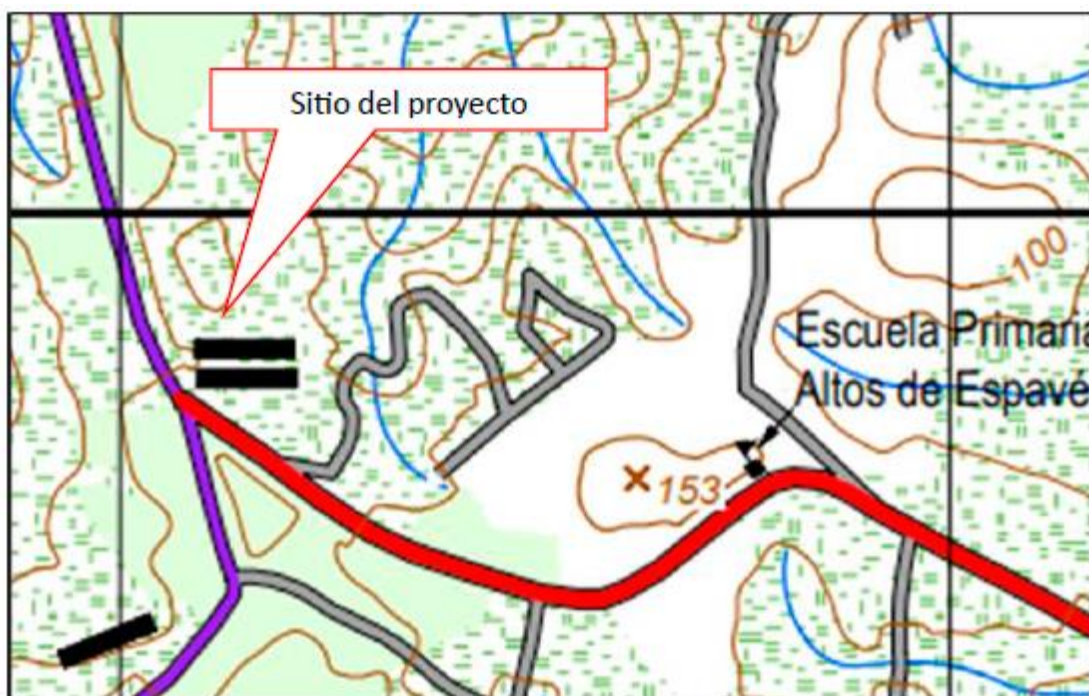 Sitio del proyecto
100
Escuela Primaria
Altos de Espavé
153